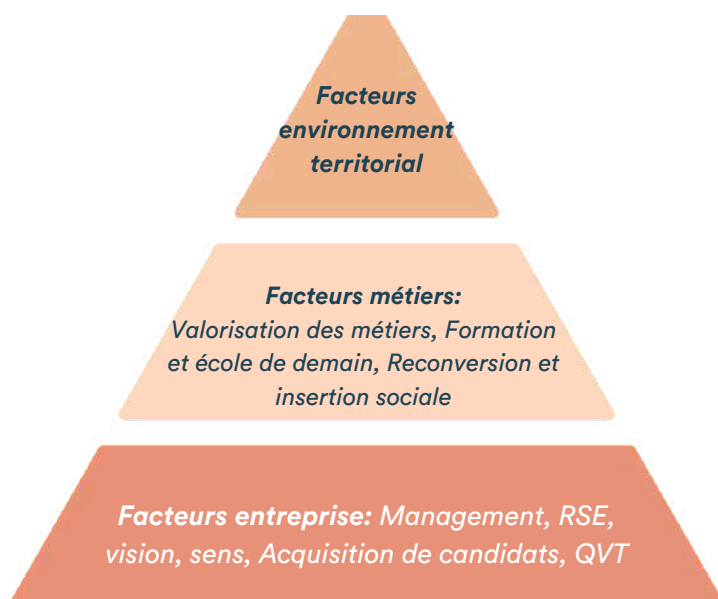 Facteurs
environnement
territorial
Facteurs métiers:
Valorisation des métiers, Formation
et école de demain, Reconversion et
insertion sociale
Facteurs entreprise: Management, RSE,
vision, sens, Acquisition de candidats, QVT